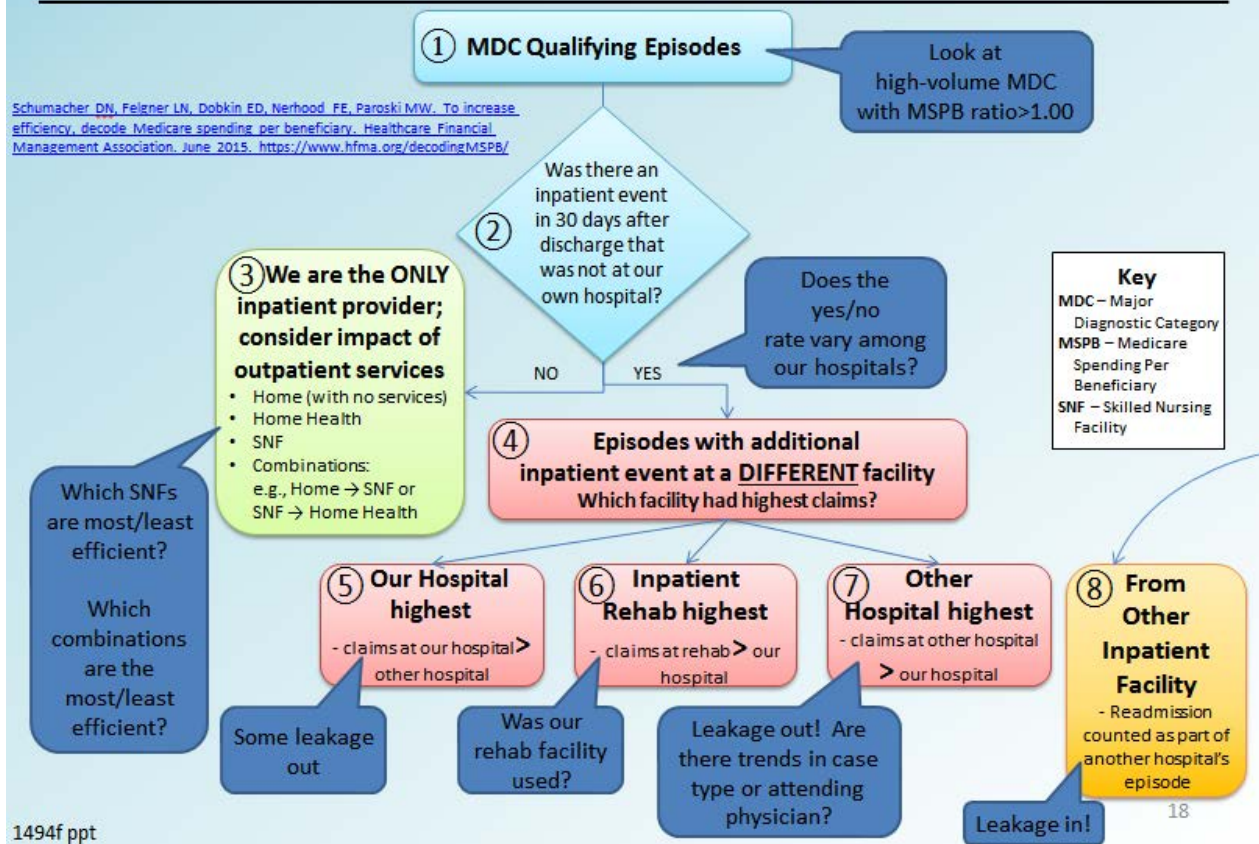 ① MDC Qualifying Episodes
Look at
high-volume MDC
with MSPB ratio>1.00
Schumacher DN, Felgner LN, Dobkin ED, Nerhood FE, Paroski MW. To increase
efficiency, decode Medicare spending per beneficiary. Healthcare Financial
Management Association. June 2015. https://www.hfma.org/decodingMSPB/
②
Was there an
inpatient event
in 30 days after
discharge that
was not at our
own hospital?
NO
YES
Does the
yes/no
rate vary among
our hospitals?
Key
MDC – Major
Diagnostic Category
MSPB – Medicare
Spending Per
Beneficiary
SNF – Skilled Nursing
Facility
③ We are the ONLY
inpatient provider;
consider impact of
outpatient services
• Home (with no services)
• Home Health
• SNF
• Combinations:
e.g., Home → SNF or
SNF → Home Health
Which SNFs
are most/least
efficient?
Which
combinations
are the
most/least
efficient?
④ Episodes with additional
inpatient event at a DIFFERENT facility
Which facility had highest claims?
⑤ Our Hospital
highest
- claims at our hospital >
other hospital
Some leakage
out
⑥ Inpatient
Rehab highest
- claims at rehab > our
hospital
Was our
rehab facility
used?
⑦ Other
Hospital highest
- claims at other hospital
> our hospital
Leakage out! Are
there trends in case
type or attending
physician?
⑧ From
Other
Inpatient
Facility
- Readmission
counted as part of
another hospital's
episode
Leakage in!
18
1494f ppt